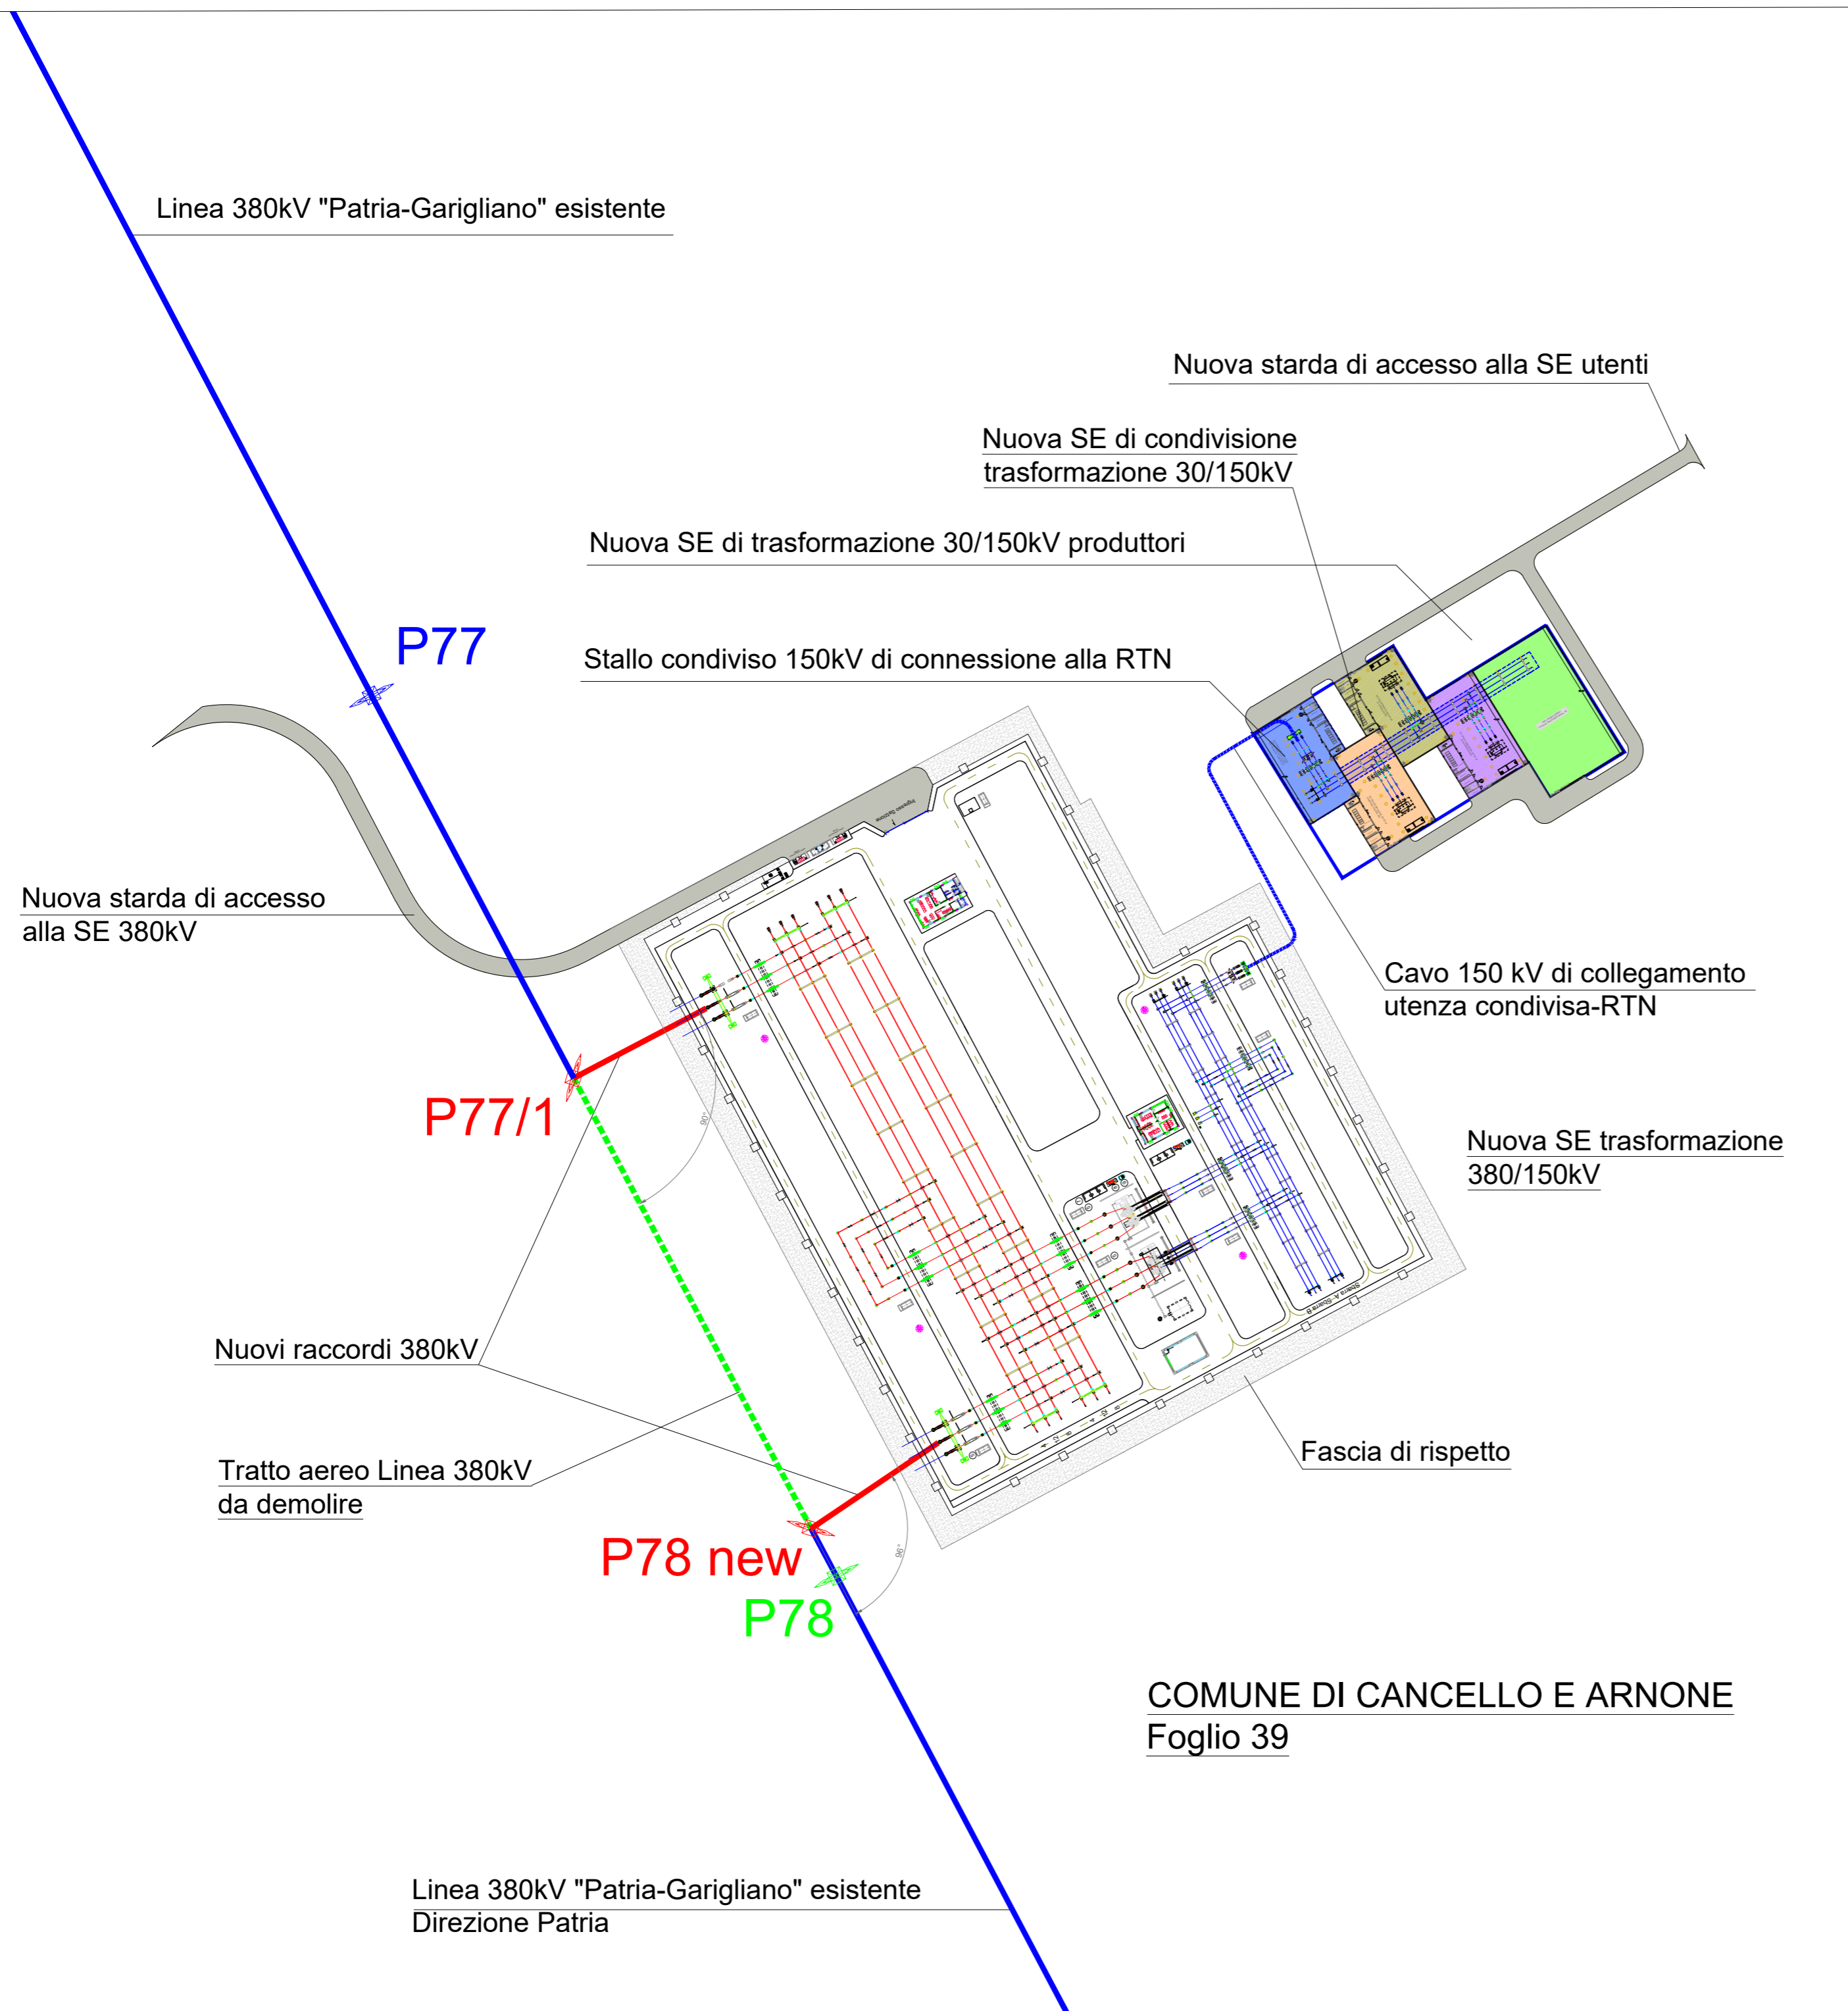 Linea 380kV "Patria-Garigliano" esistente
Nuova starda di accesso alla SE utenti
Nuova SE di condivisione
trasformazione 30/150kV
Nuova SE di trasformazione 30/150kV produttori
P77
Stallo condiviso 150kV di connessione alla RTN
Ingresso Stazione
Nuova starda di accesso
alla SE 380kV
Cavo 150 kV di collegamento
utenza condivisa-RTN
P77/1
90°
Nuova SE trasformazione
380/150kV
Nuovi raccordi 380kV
Tratto aereo Linea 380kV
da demolire
Fascia di rispetto
P78 new
96°
P78
COMUNE DI CANCELLO E ARNONE
Foglio 39
Linea 380kV "Patria-Garigliano" esistente
Direzione Patria